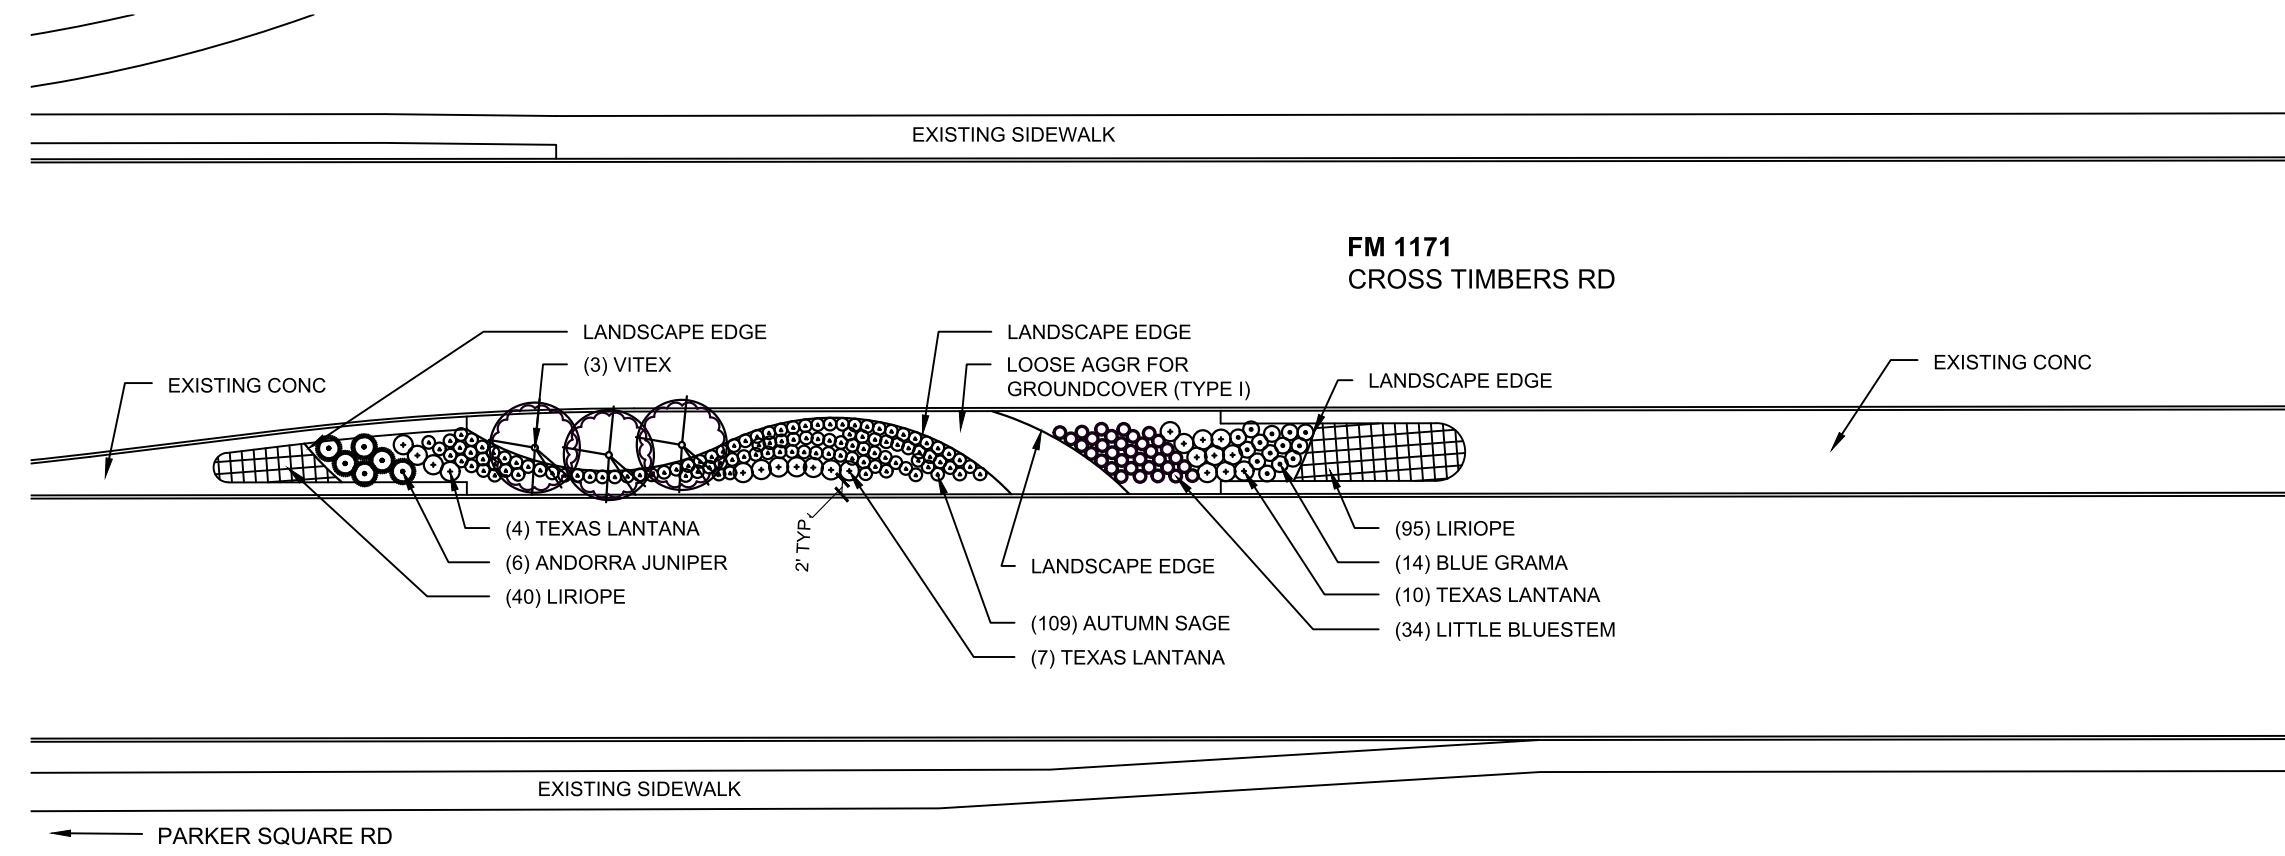 EXISTING SIDEWALK
FM 1171
CROSS TIMBERS RD
LANDSCAPE EDGE
(3) VITEX
LANDSCAPE EDGE
LOOSE AGGR FOR
GROUNDCOVER (TYPE I)
LANDSCAPE EDGE
EXISTING CONC
EXISTING CONC
(4) TEXAS LANTANA
(6) ANDORRA JUNIPER
(40) LIRIOPE
2' TYP.
LANDSCAPE EDGE
(109) AUTUMN SAGE
(7) TEXAS LANTANA
(95) LIRIOPE
(14) BLUE GRAMA
(10) TEXAS LANTANA
(34) LITTLE BLUESTEM
EXISTING SIDEWALK
PARKER SQUARE RD